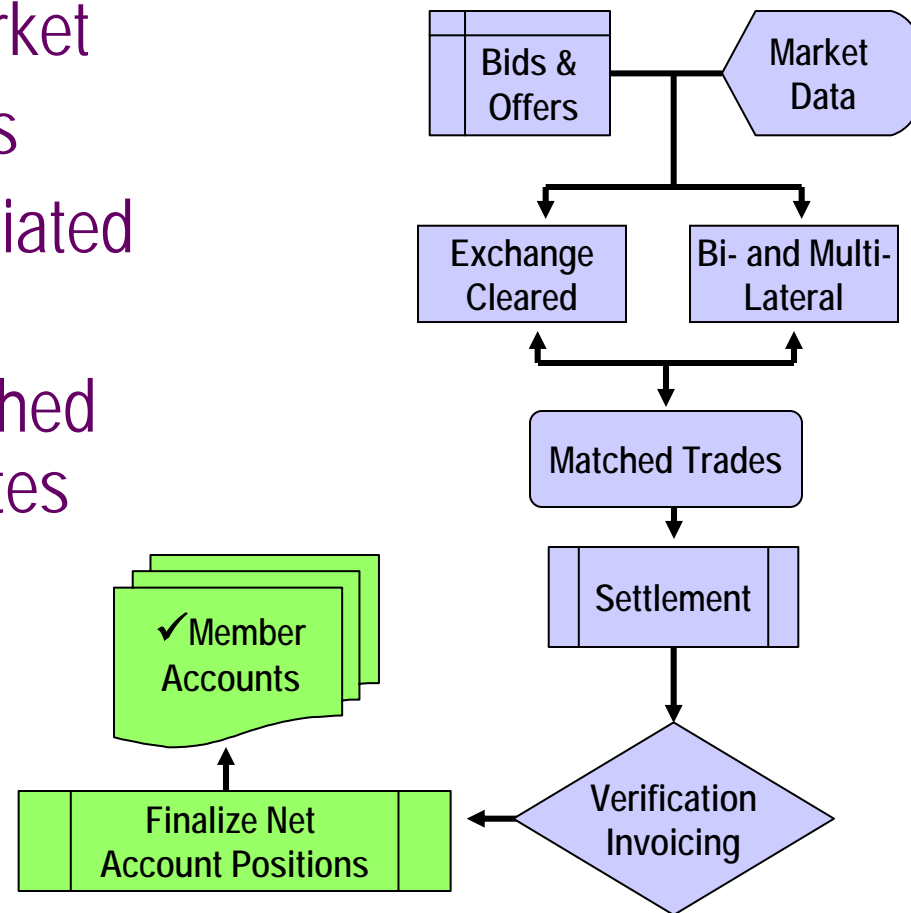 rket
s
iated
hed
tes
Bids &
Offers
Market
Data
Exchange
Cleared
Bi- and Multi-
Lateral
Matched Trades
Settlement
✓Member
Accounts
Verification
Invoicing
Finalize Net
Account Positions